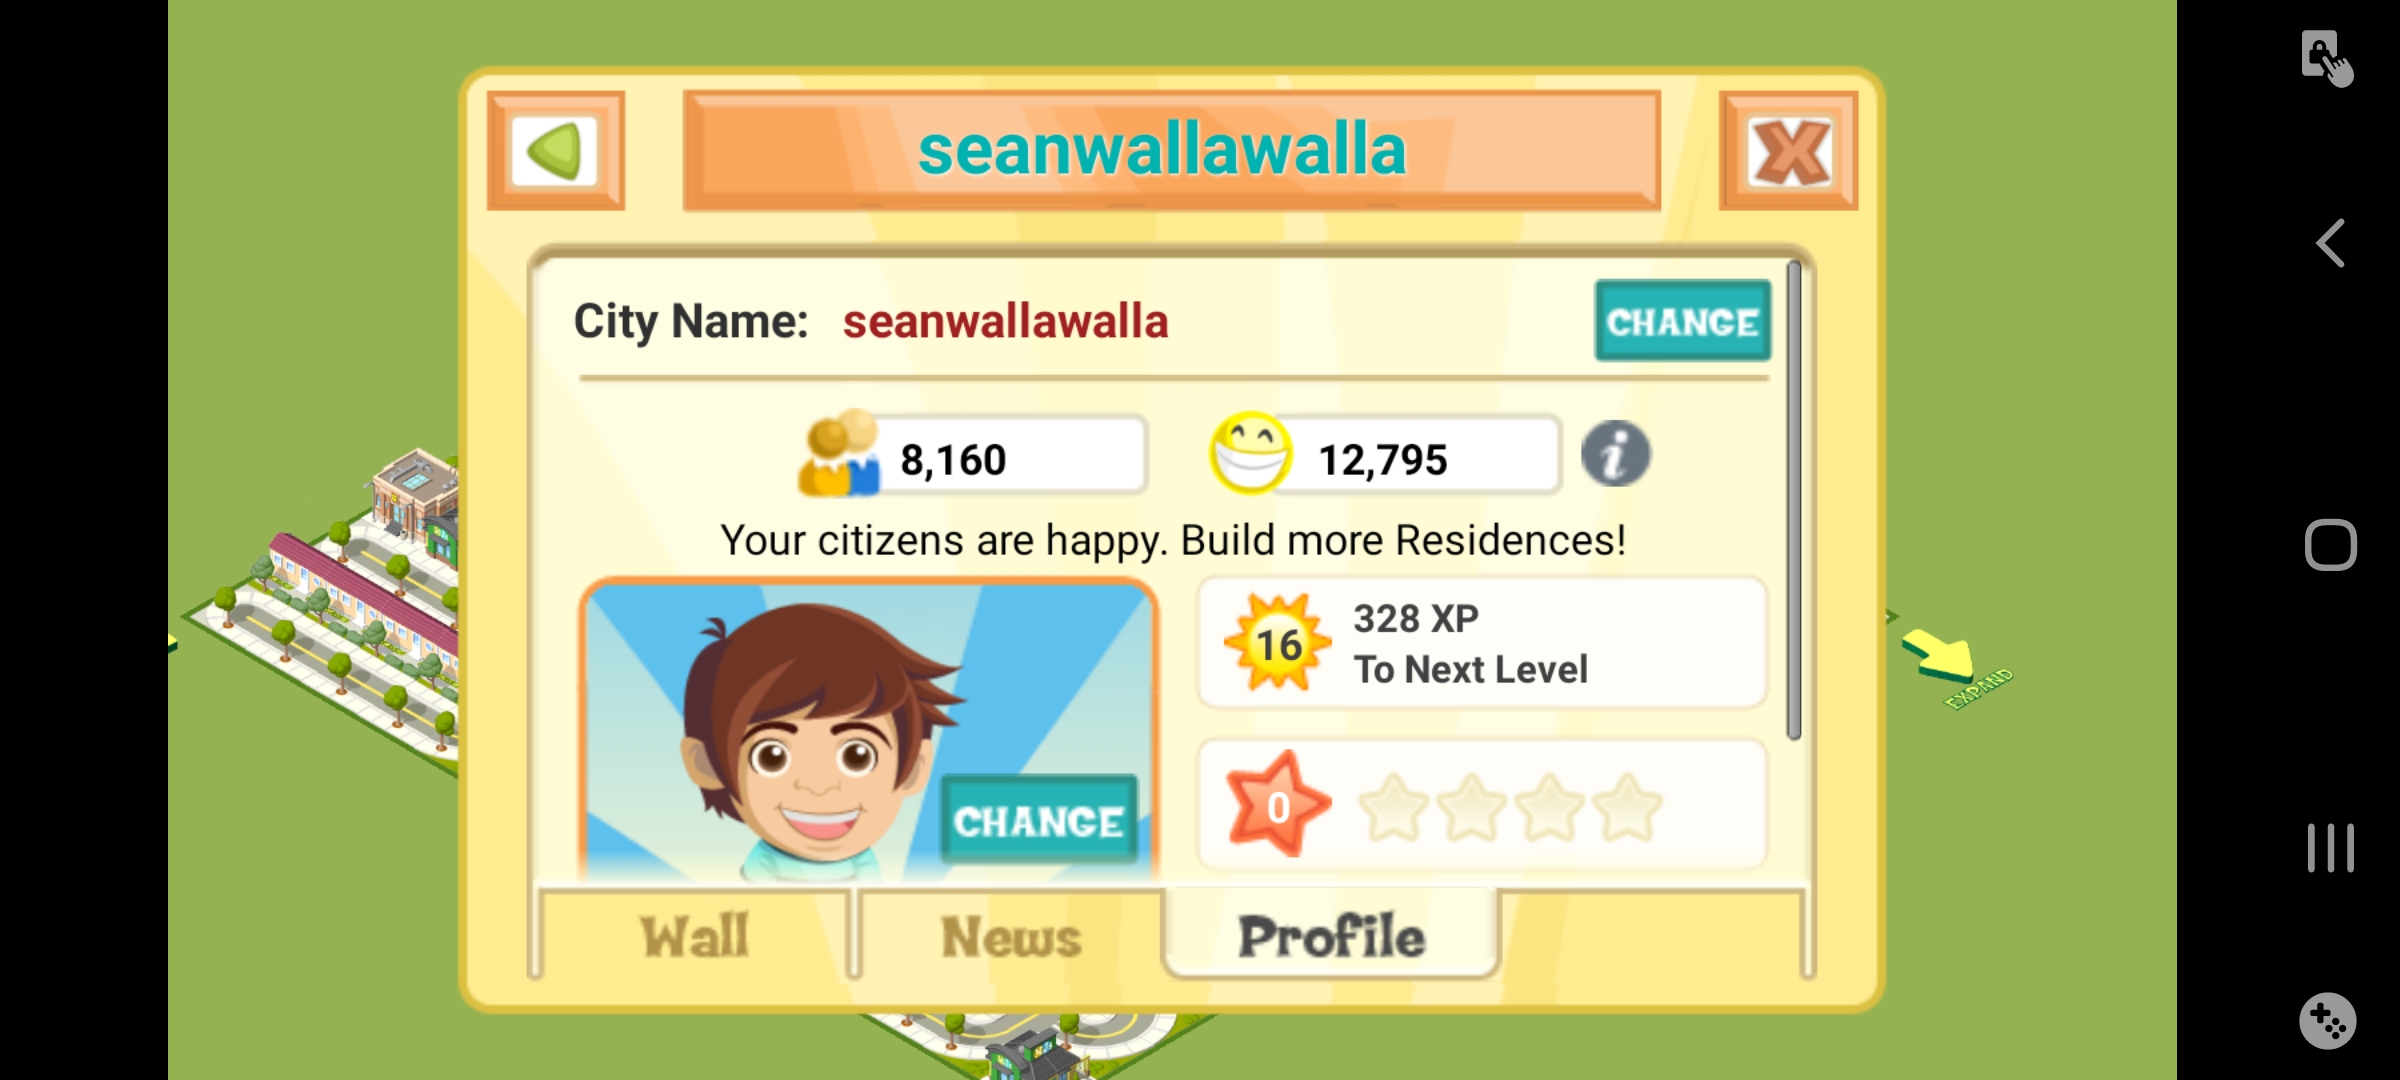 seanwallawalla
City Name: seanwallawalla
CHANGE
8,160
12,795
i
Your citizens are happy. Build more Residences!
16
328 XP
To Next Level
0
CHANGE
EXPAND
Wall
News
Profile